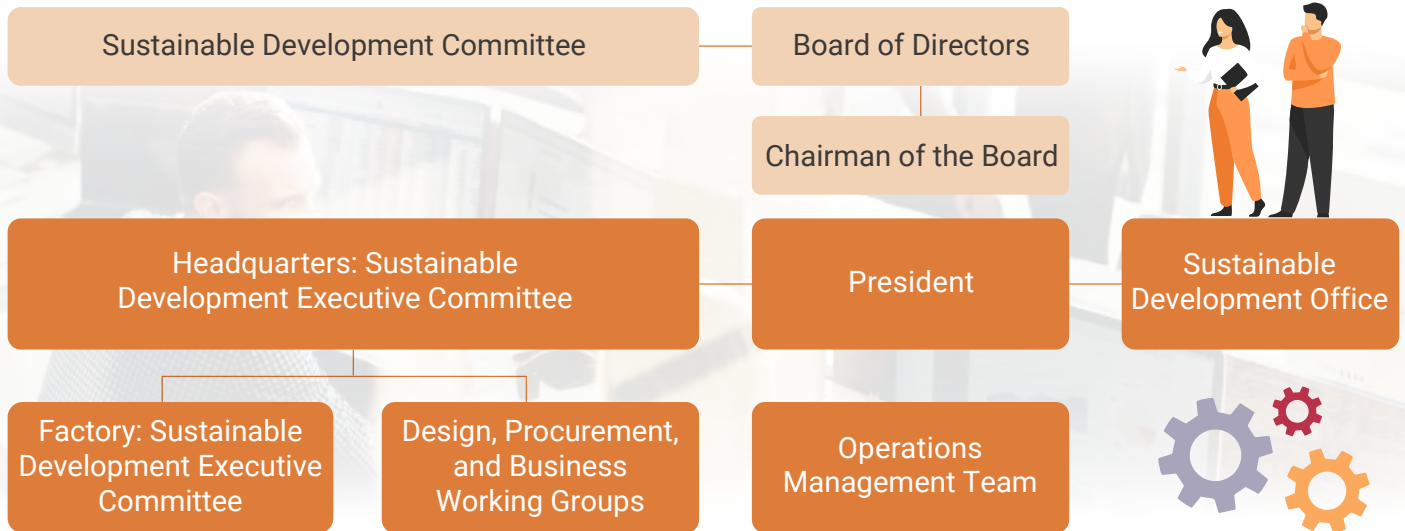 Sustainable Development Committee
Board of Directors
Chairman of the Board
Headquarters: Sustainable
Development Executive Committee
President
Sustainable
Development Office
Factory: Sustainable
Development Executive
Committee
Design, Procurement,
and Business
Working Groups
Operations
Management Team